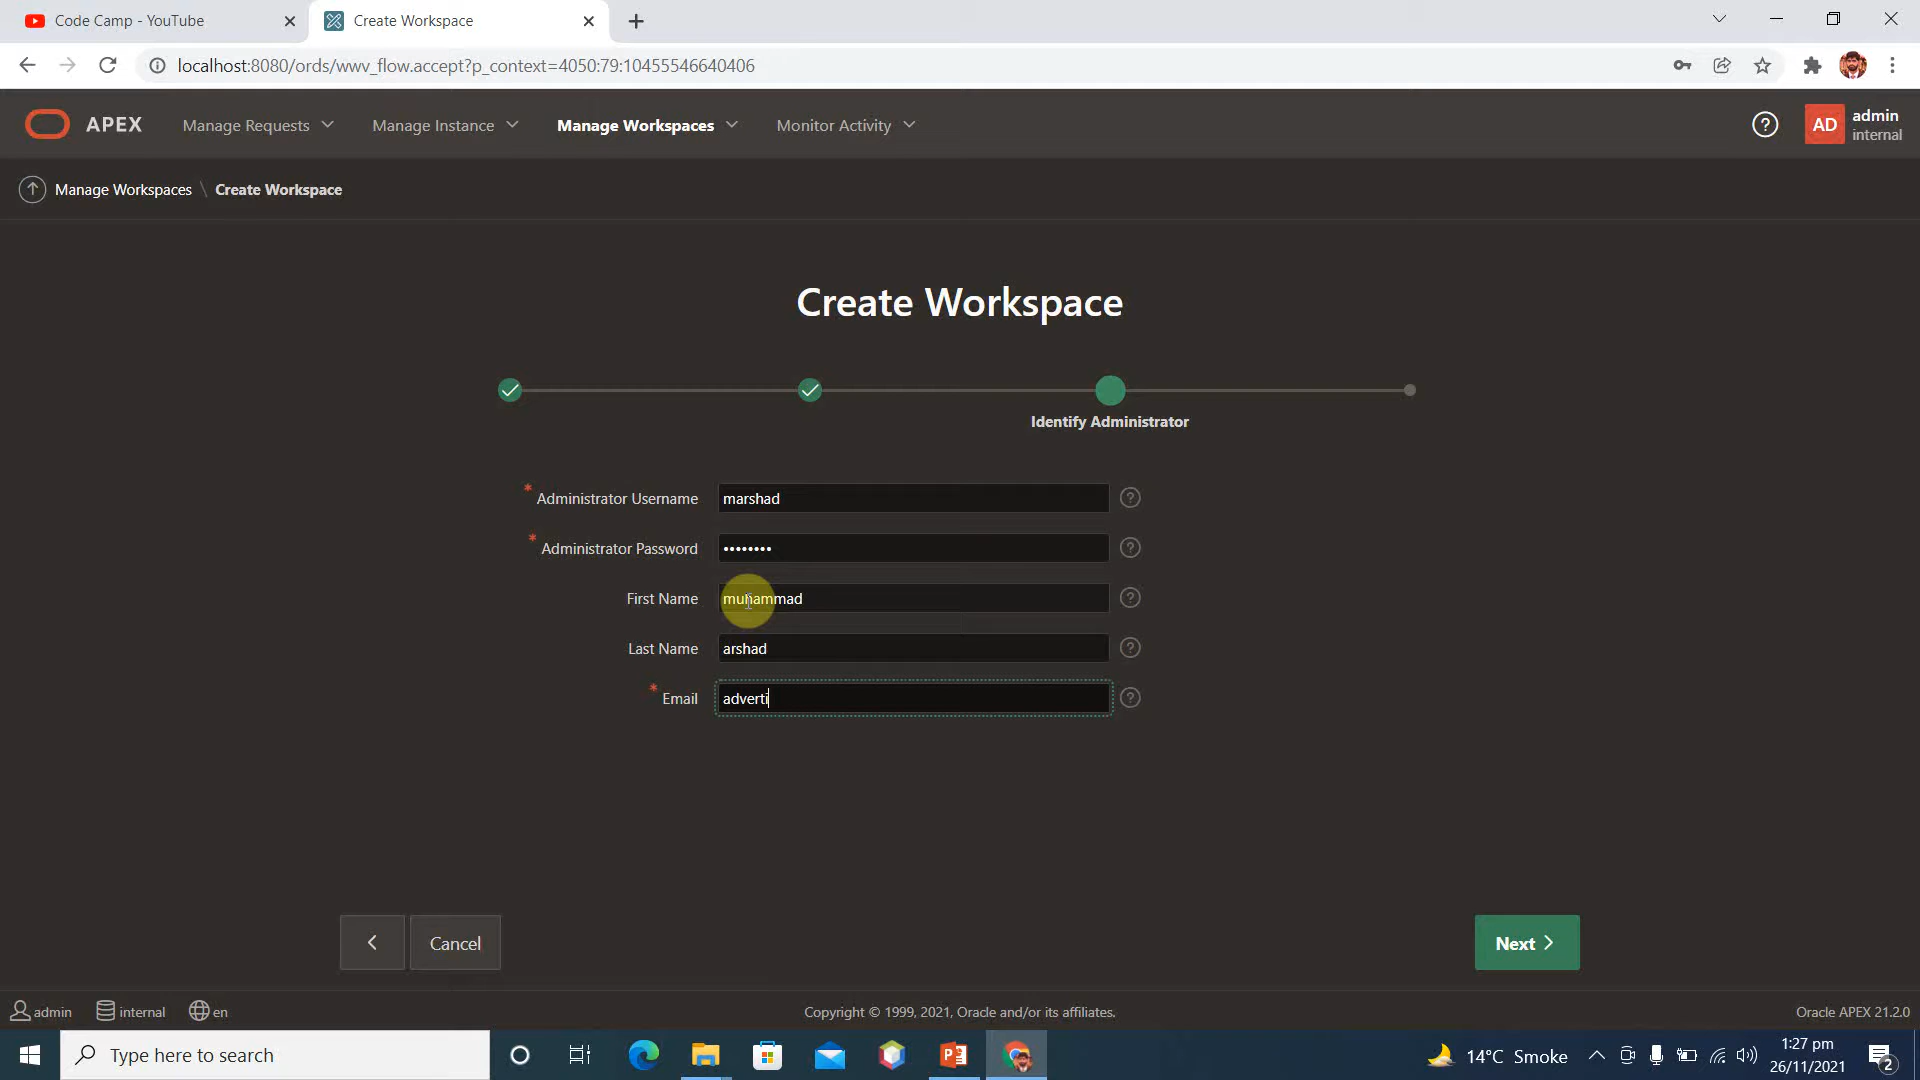 Code Camp - YouTube
Create Workspace
localhost:8080/ords/wwv_flow.accept?p_context=4050:79:10455546640406
APEX
Manage Requests
Manage Instance
Manage Workspaces
Monitor Activity
AD
admin
internal
Manage Workspaces \ Create Workspace
Create Workspace
Identify Administrator
* Administrator Username
marshad
* Administrator Password
••••••••
First Name
muhammad
Last Name
arshad
* Email
adverti
Cancel
Next
admin
internal
en
Copyright © 1999, 2021, Oracle and/or its affiliates.
Oracle APEX 21.2.0
Type here to search
14°C Smoke
1:27 pm
26/11/2021
2